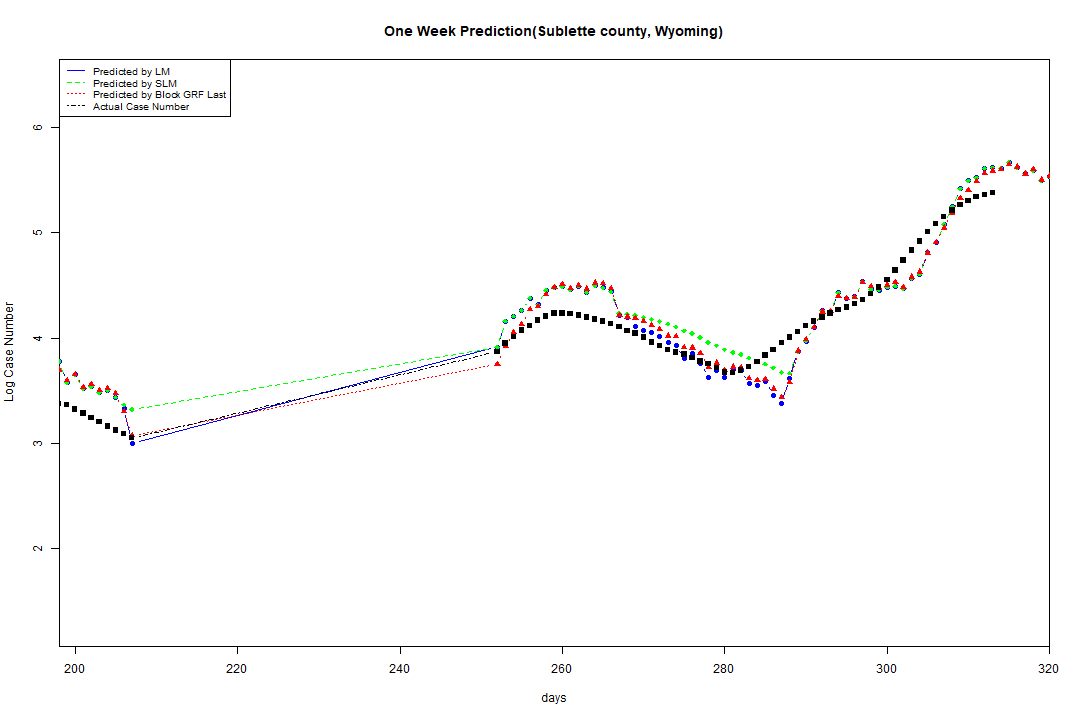 One Week Prediction(Sublette county, Wyoming)
Predicted by LM
Predicted by SLM
Predicted by Block GRF Last
Actual Case Number
6
5
4
3
2
Log Case Number
200 220 240 260 280 300 320
days